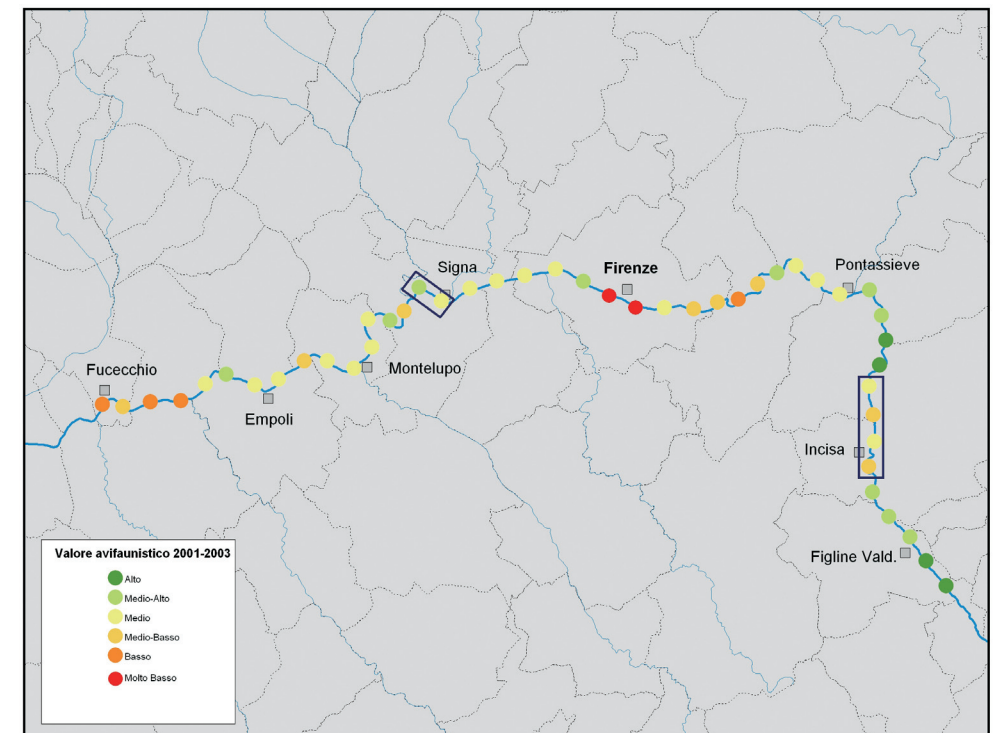 Signa
Firenze
Pontassieve
Fucecchio
Montelupo
Empoli
Incisa
Figline Vald.
Valore avifaunistico 2001-2003
Alto
Medio-Alto
Medio
Medio-Basso
Basso
Molto Basso